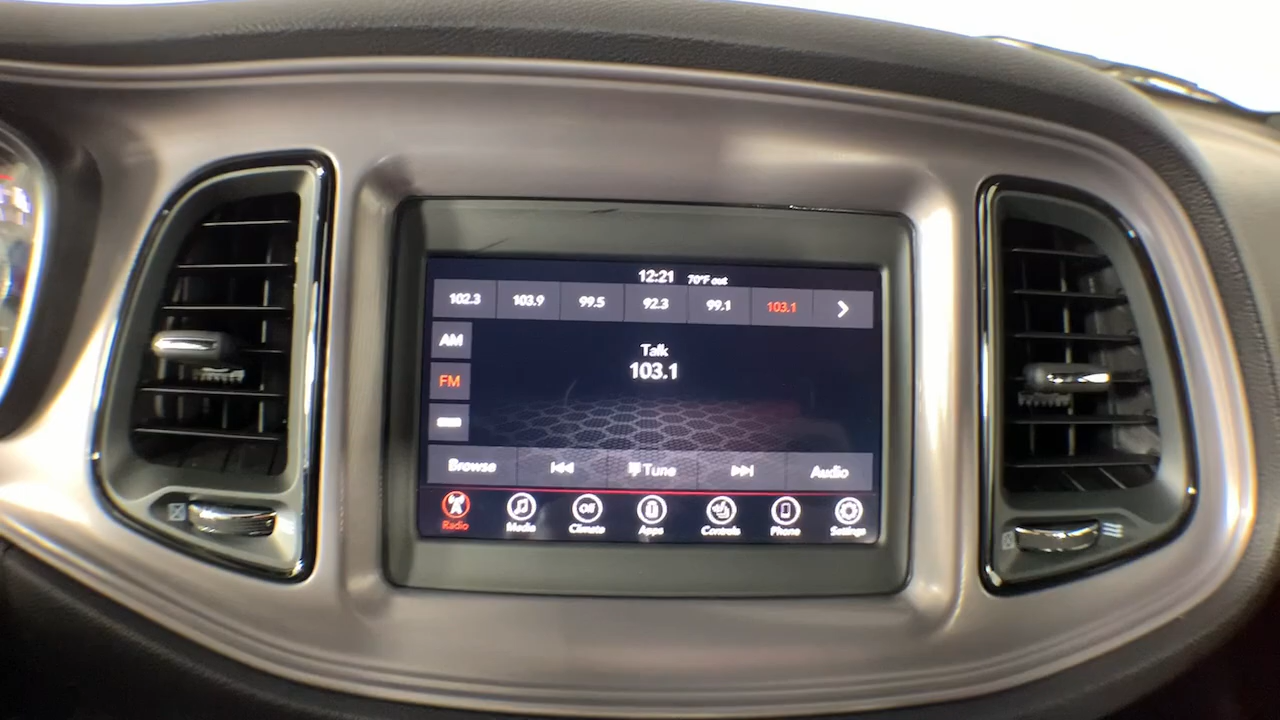 12:21 70°F out
102.3 103.9 99.5 92.3 99.1 103.1
AM
FM
Talk
103.1
Browse Tune Audio
Off
Radio Media Climate Apps Controls Phone Settings